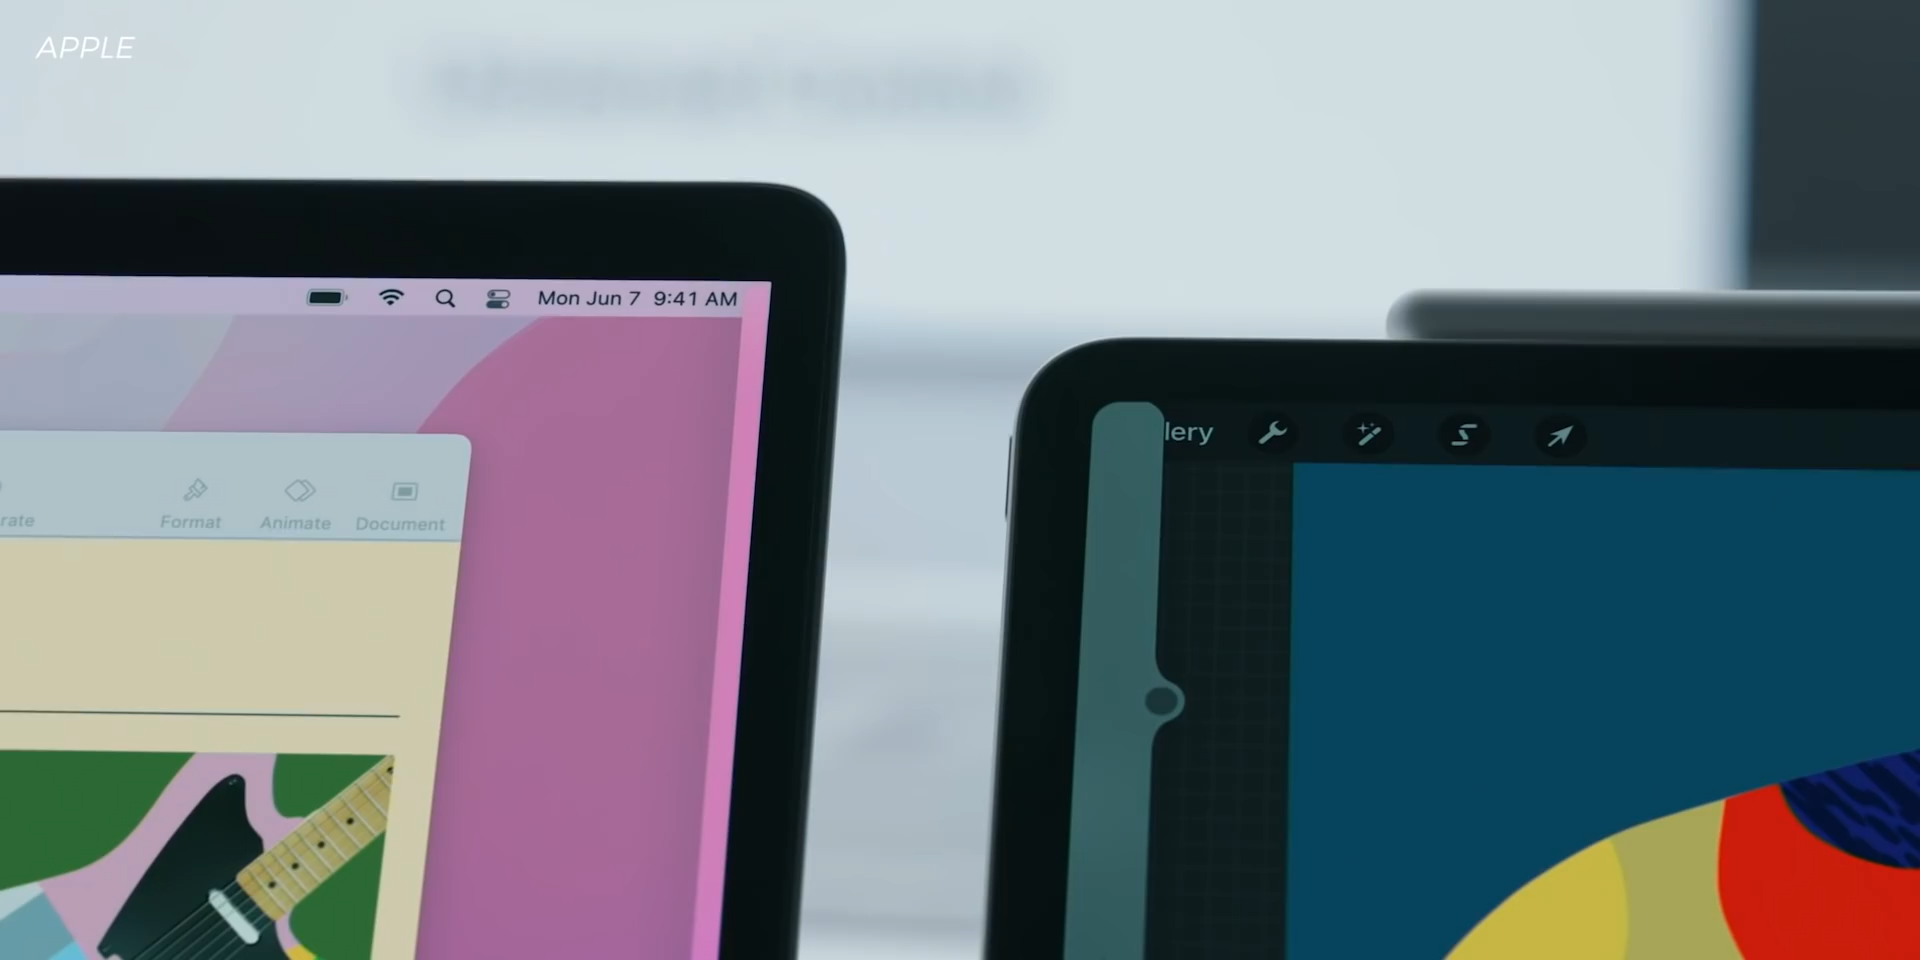 APPLE
Mon Jun 7 9:41 AM
lery
rate
Format
Animate
Document